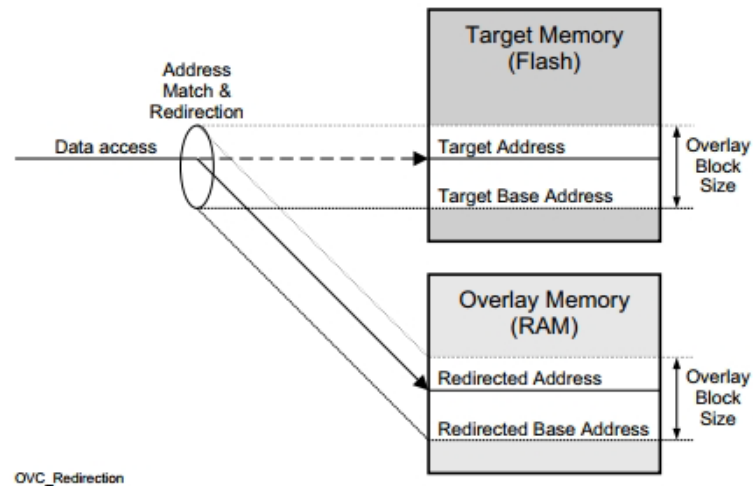 Target Memory
(Flash)
Address
Match &
Redirection
Data access
Target Address
Overlay
Block
Size
Target Base Address
Overlay Memory
(RAM)
Redirected Address
Overlay
Block
Size
Redirected Base Address
OVC_Redirection